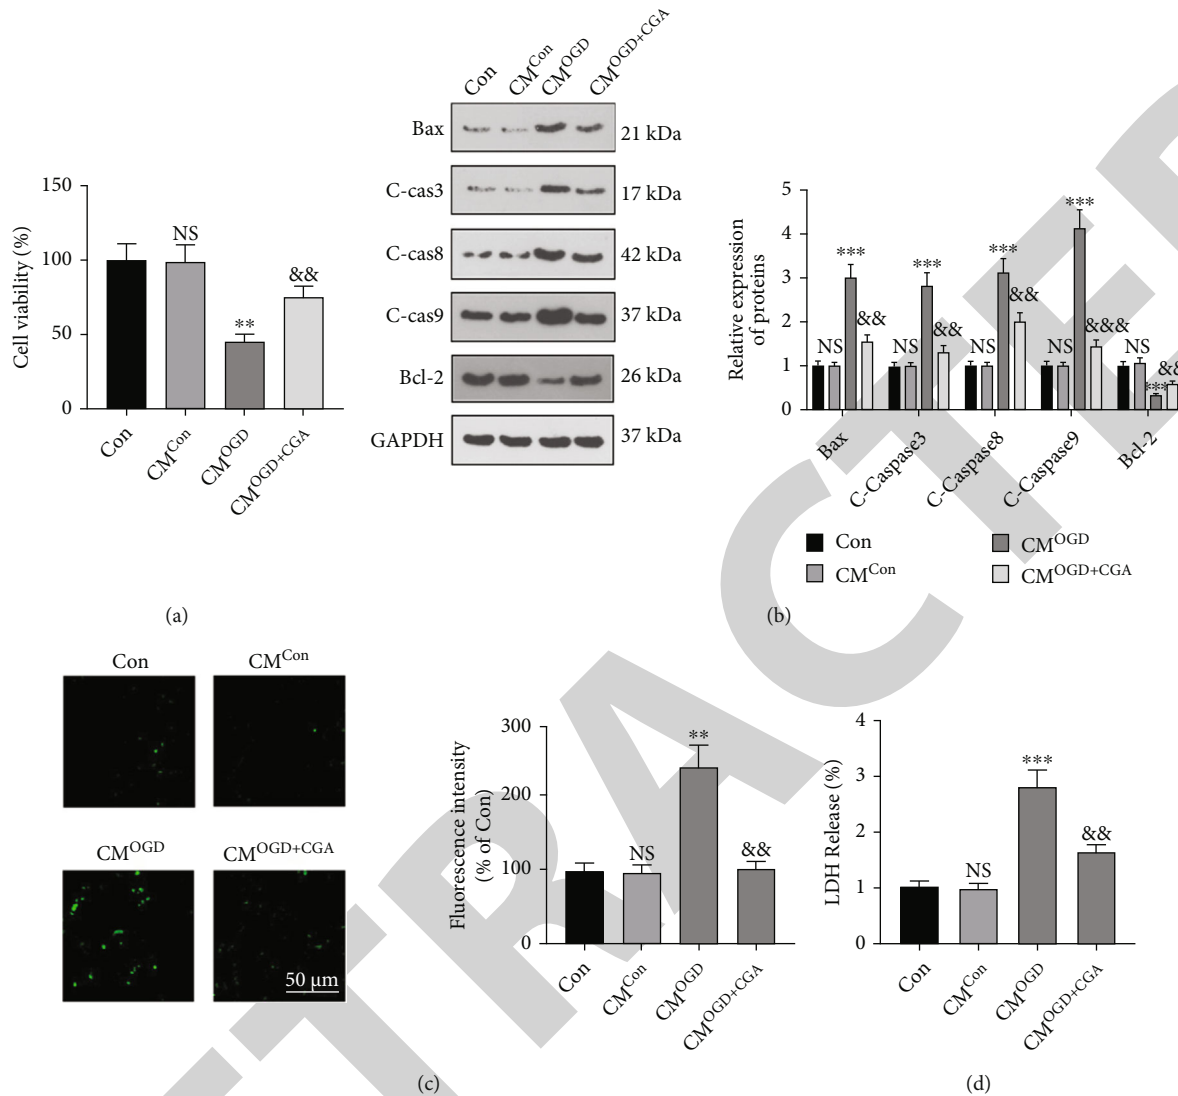 Con
CM^Con
CM^OGD
CM^OGD+CGA
Bax
21 kDa
C-cas3
17 kDa
C-cas8
42 kDa
C-cas9
37 kDa
Bcl-2
26 kDa
GAPDH
37 kDa
Cell viability (%)
150
100
50
0
NS
**
&&
Con
CM^Con
CM^OGD
CM^OGD+CGA
(a)
Relative expression
of proteins
5
4
3
2
1
0
NS
***
&&
NS
***
&&
NS
***
&&
NS
***
&&&
NS
***
&&
Bax
C-Caspase3
C-Caspase8
C-Caspase9
Bcl-2
Con
CM^Con
CM^OGD
CM^OGD+CGA
(b)
Con
CM^Con
CM^OGD
CM^OGD+CGA
50 μm
Fluorescence intensity
(% of Con)
300
200
100
0
NS
**
&&
Con
CM^Con
CM^OGD
CM^OGD+CGA
(c)
LDH Release (%)
4
3
2
1
0
NS
***
&&
Con
CM^Con
CM^OGD
CM^OGD+CGA
(d)
TRACTE